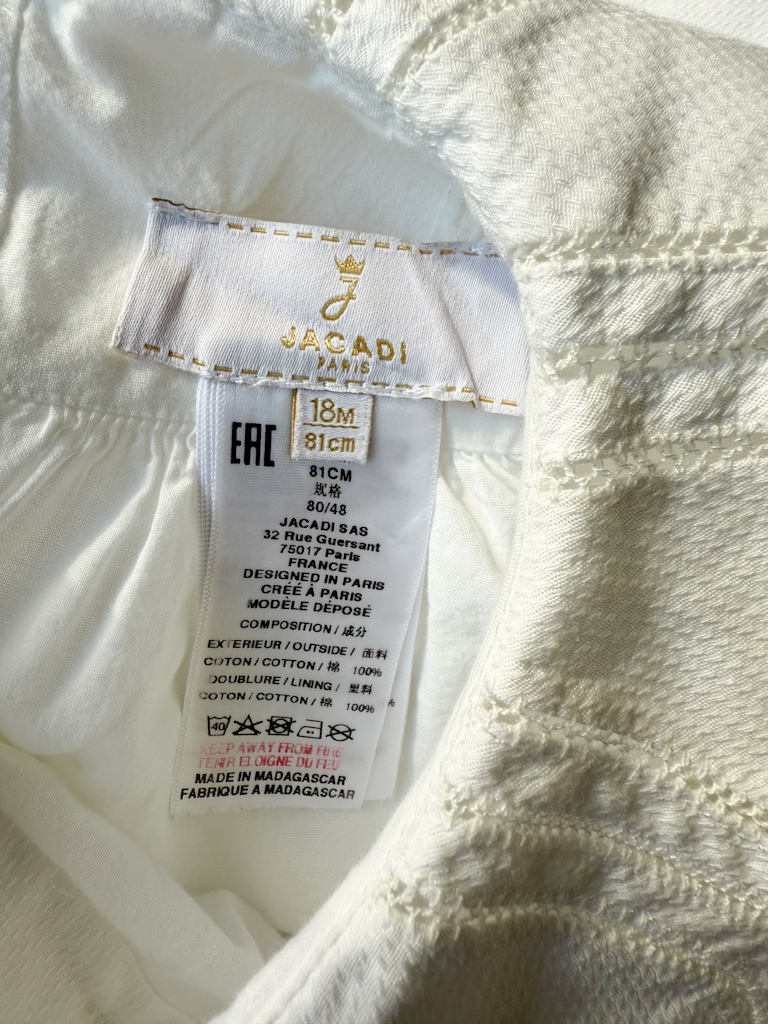 J
JACADI
PARIS
18M
81cm
EAC
81CM
规格
80/48
JACADI SAS
32 Rue Guersant
75017 Paris
FRANCE
DESIGNED IN PARIS
CRÉÉ À PARIS
MODÈLE DÉPOSÉ
COMPOSITION / 成分
EXTERIEUR / OUTSIDE / 面料
COTON / COTTON / 棉 100%
DOUBLURE / LINING / 里料
COTON / COTTON / 棉 100%
40
KEEP AWAY FROM FIRE
TENIR ELOIGNE DU FEU
MADE IN MADAGASCAR
FABRIQUE A MADAGASCAR